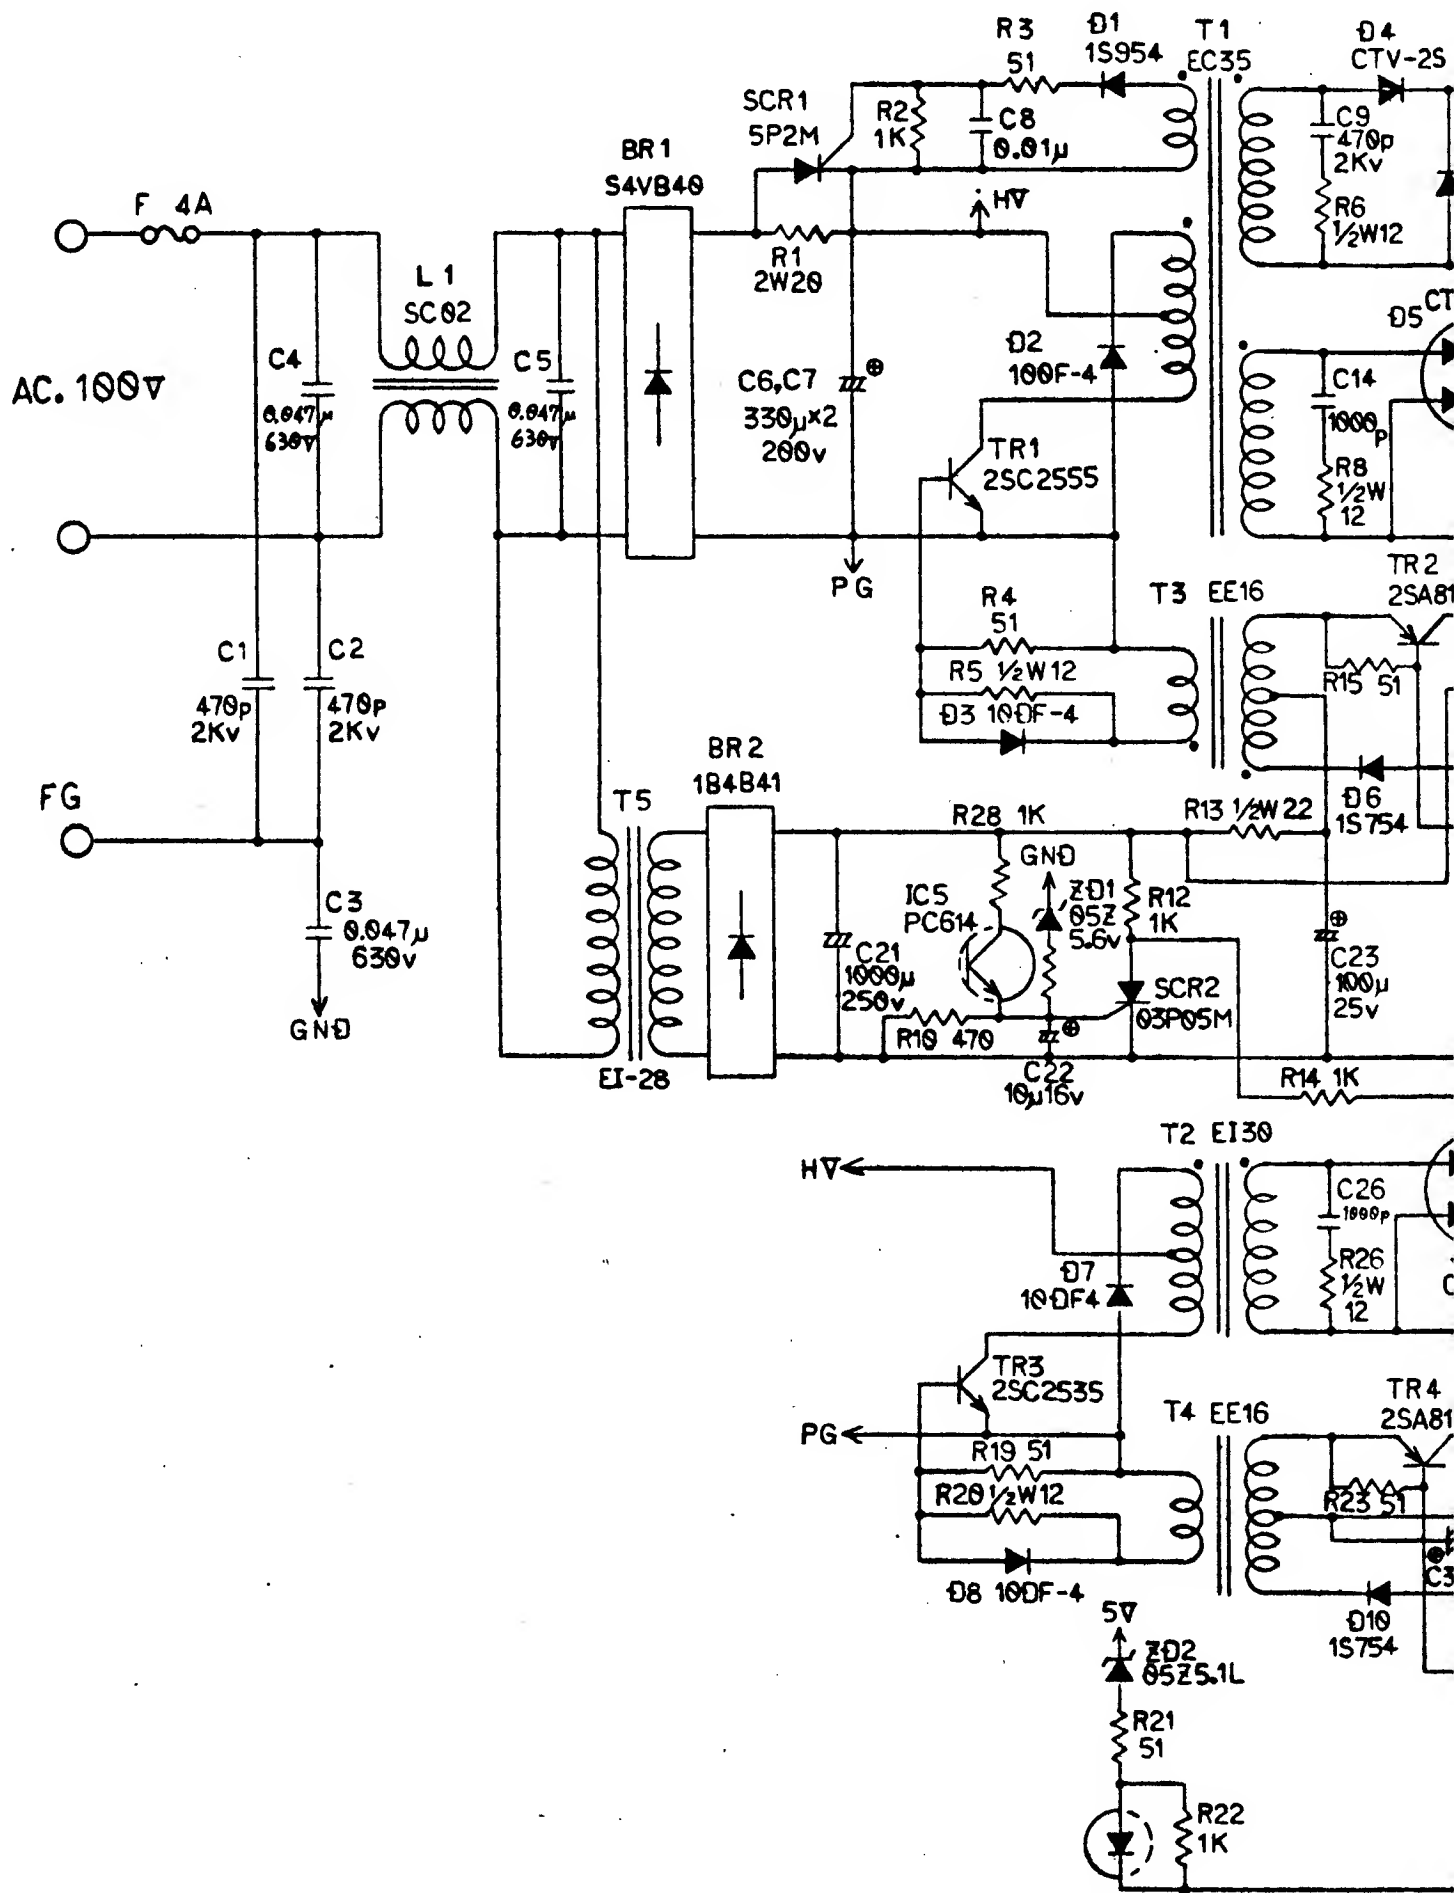 R3
51
D1
1S954
T1
EC35
D4
CTV-2S
SCR1
5P2M
R2
1K
C8
0.01μ
C9
470p
2Kv
R6
1/2W12
BR1
S4VB40
F 4A
HV
R1
2W20
L1
SC02
AC. 100V
C4
0.047μ
630V
C5
0.047μ
630V
C6,C7
330μ×2
200v
D2
100F-4
D5
CT
C14
1000p
R8
1/2W
12
TR1
2SC2555
PG
T3 EE16
TR2
2SA81
R4
51
R5 1/2W12
D3 10DF-4
R15 51
C1
470p
2Kv
C2
470p
2Kv
FG
BR2
1B4B41
T5
EI-28
R28 1K
R13 1/2W22
D6
1S754
GND
ZD1
05Z
5.6v
R12
1K
IC5
PC614
C3
0.047μ
630v
GND
C21
1000μ
250v
R10 470
SCR2
03P05M
C23
100μ
25v
C22
10μ16v
R14 1K
T2 EI30
HV
C26
1000p
R26
1/2W
12
C
D7
10DF4
TR3
2SC2535
PG
T4 EE16
TR4
2SA81
R19 51
R20 1/2W12
D8 10DF-4
R23 51
C3
D10
1S754
5V
ZD2
05Z5.1L
R21
51
R22
1K